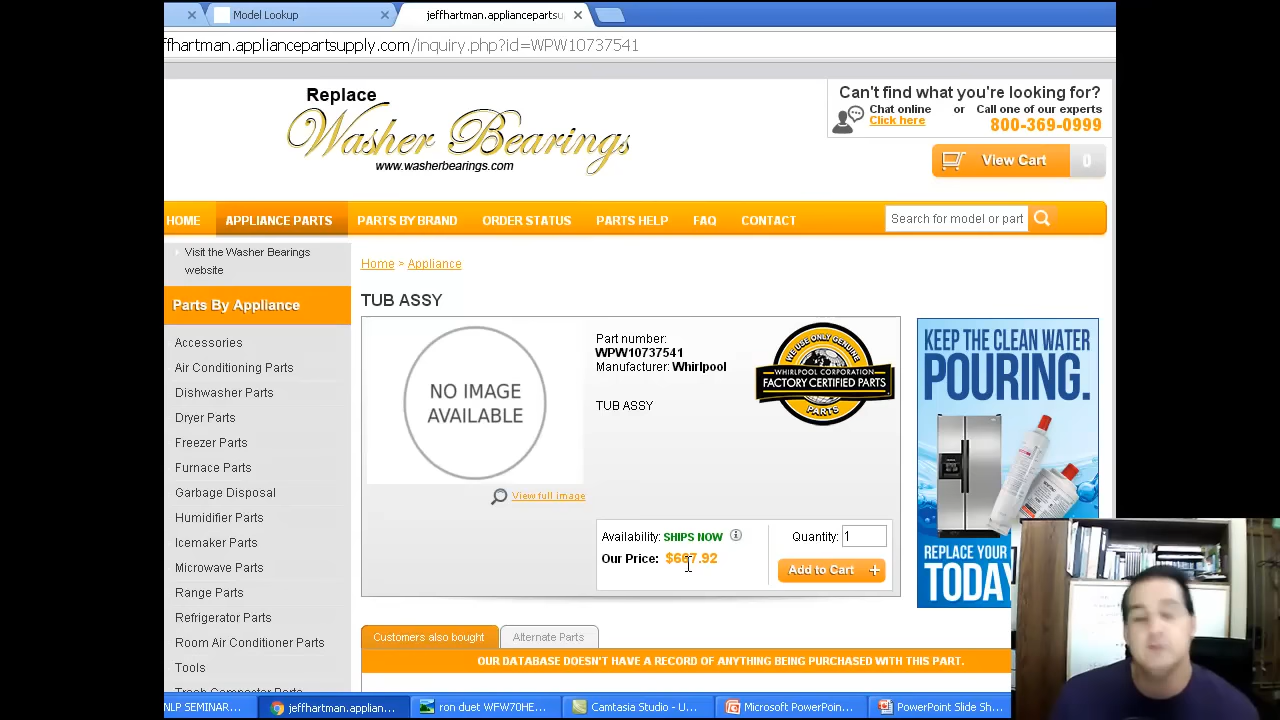 Model Lookup
jeffhartman.appliancepartsu
ffhartman.appliancepartsupply.com/inquiry.php?id=WPW10737541
Replace
Washer Bearings
www.washerbearings.com
Can't find what you're looking for?
Chat online or Call one of our experts
Click here 800-369-0999
View Cart 0
HOME APPLIANCE PARTS PARTS BY BRAND ORDER STATUS PARTS HELP FAQ CONTACT
Search for model or part
Visit the Washer Bearings
website
Parts By Appliance
Accessories
Air Conditioning Parts
Dishwasher Parts
Dryer Parts
Freezer Parts
Furnace Parts
Garbage Disposal
Humidifier Parts
Icemaker Parts
Microwave Parts
Range Parts
Refrigerator Parts
Room Air Conditioner Parts
Tools
Trash Compactor Parts
Home > Appliance
TUB ASSY
NO IMAGE
AVAILABLE
View full image
Part number:
WPW10737541
Manufacturer: Whirlpool
TUB ASSY
WE USE ONLY GENUINE
WHIRLPOOL CORPORATION
FACTORY CERTIFIED PARTS
PARTS
Availability: SHIPS NOW
Our Price: $667.92
Quantity: 1
Add to Cart +
KEEP THE CLEAN WATER
POURING.
REPLACE YOUR
TODA
Customers also bought
Alternate Parts
OUR DATABASE DOESN'T HAVE A RECORD OF ANYTHING BEING PURCHASED WITH THIS PART.
NLP SEMINAR...
jeffhartman.applian...
ron duet WFW70HE...
Camtasia Studio - U...
Microsoft PowerPoin...
PowerPoint Slide Sh...